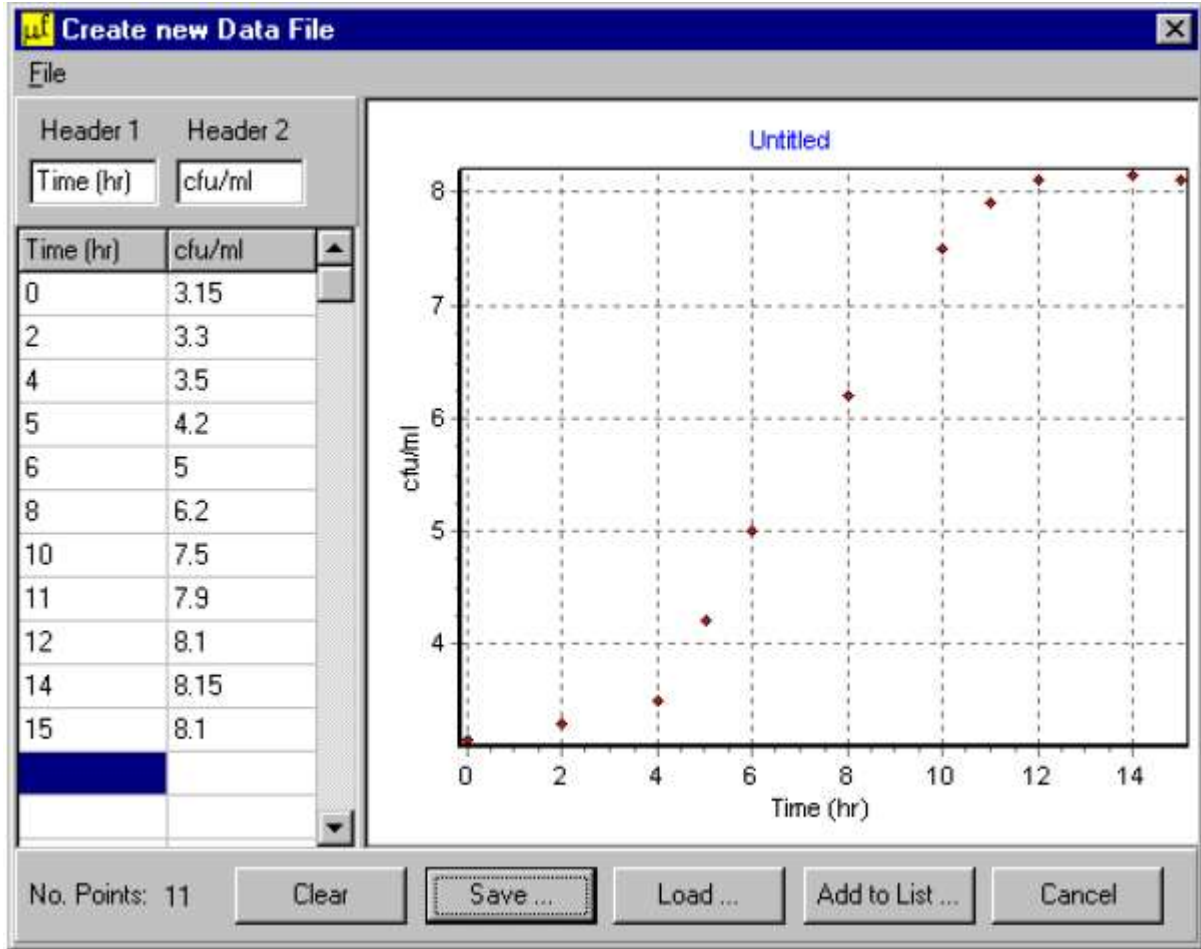 µf Create new Data File
File
Header 1 Header 2
Time (hr) cfu/ml
Time (hr) cfu/ml
0 3.15
2 3.3
4 3.5
5 4.2
6 5
8 6.2
10 7.5
11 7.9
12 8.1
14 8.15
15 8.1
Untitled
8
7
6
5
4
cfu/ml
0 2 4 6 8 10 12 14
Time (hr)
No. Points: 11 Clear Save ... Load ... Add to List ... Cancel